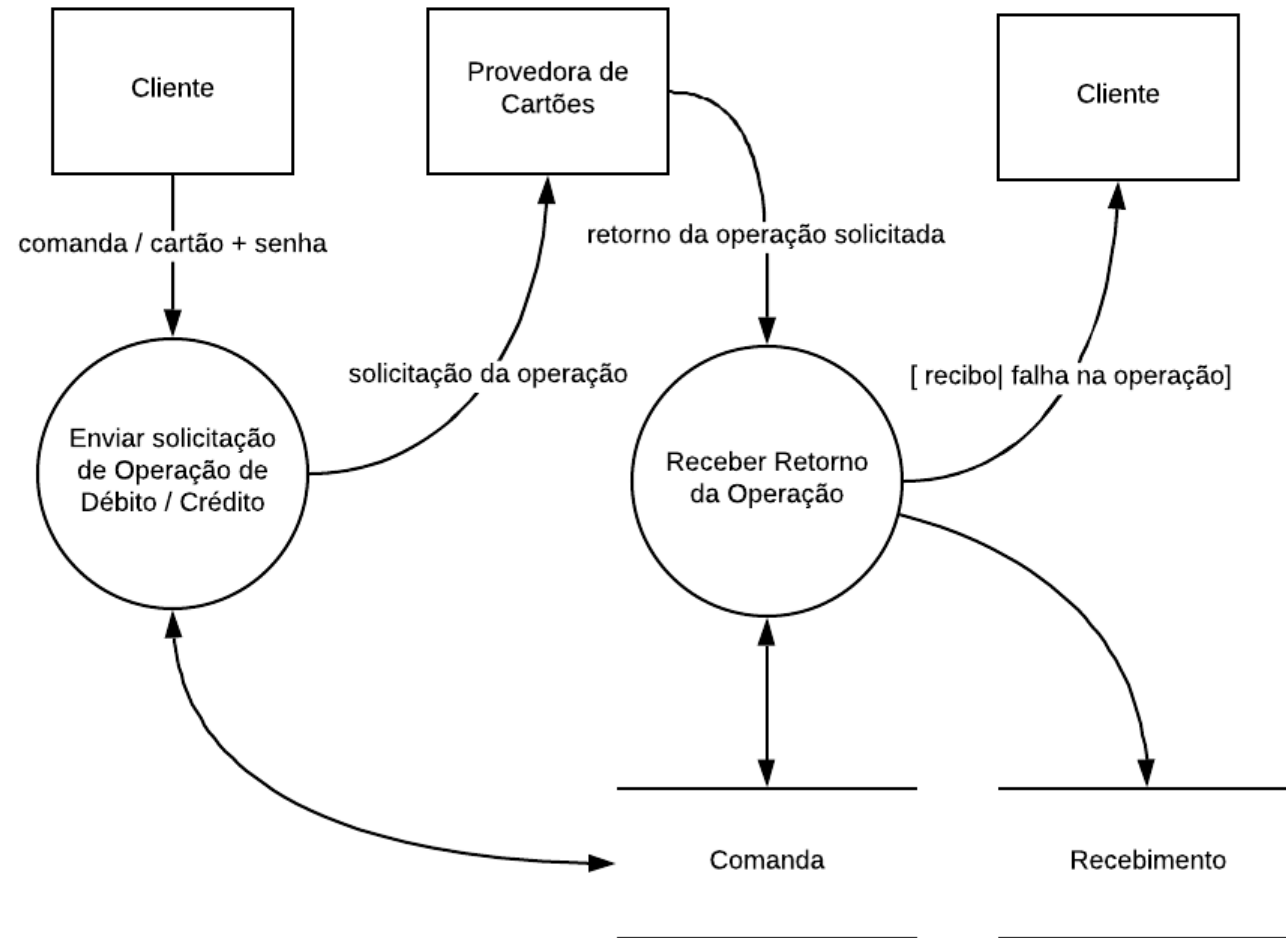 Cliente
Provedora de
Cartões
Cliente
comanda / cartão + senha
retorno da operação solicitada
solicitação da operação
[ recibo| falha na operação]
Enviar solicitação
de Operação de
Débito / Crédito
Receber Retorno
da Operação
Comanda
Recebimento